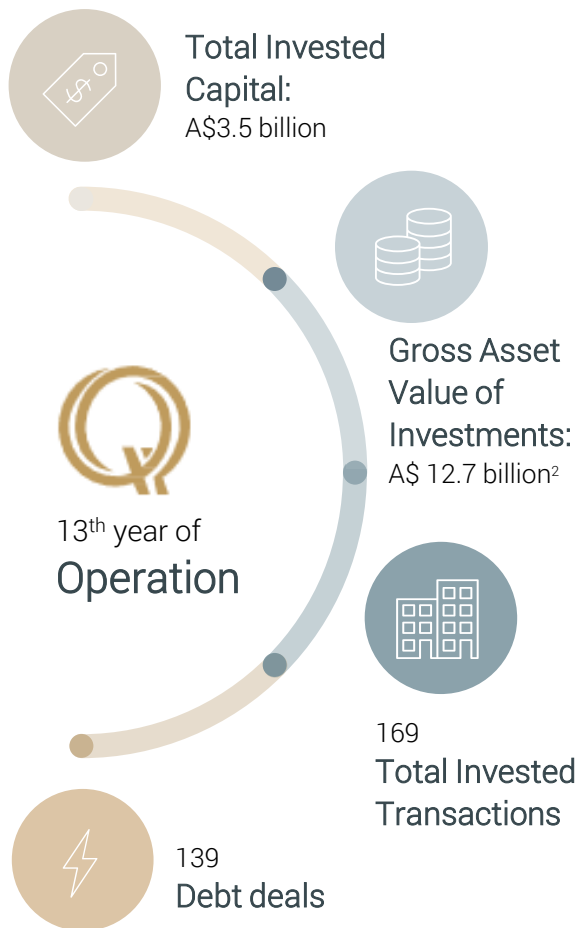 Total Invested
Capital:
A$3.5 billion
Gross Asset
Value of
Investments:
A$ 12.7 billion²
13th year of
Operation
169
Total Invested
Transactions
139
Debt deals